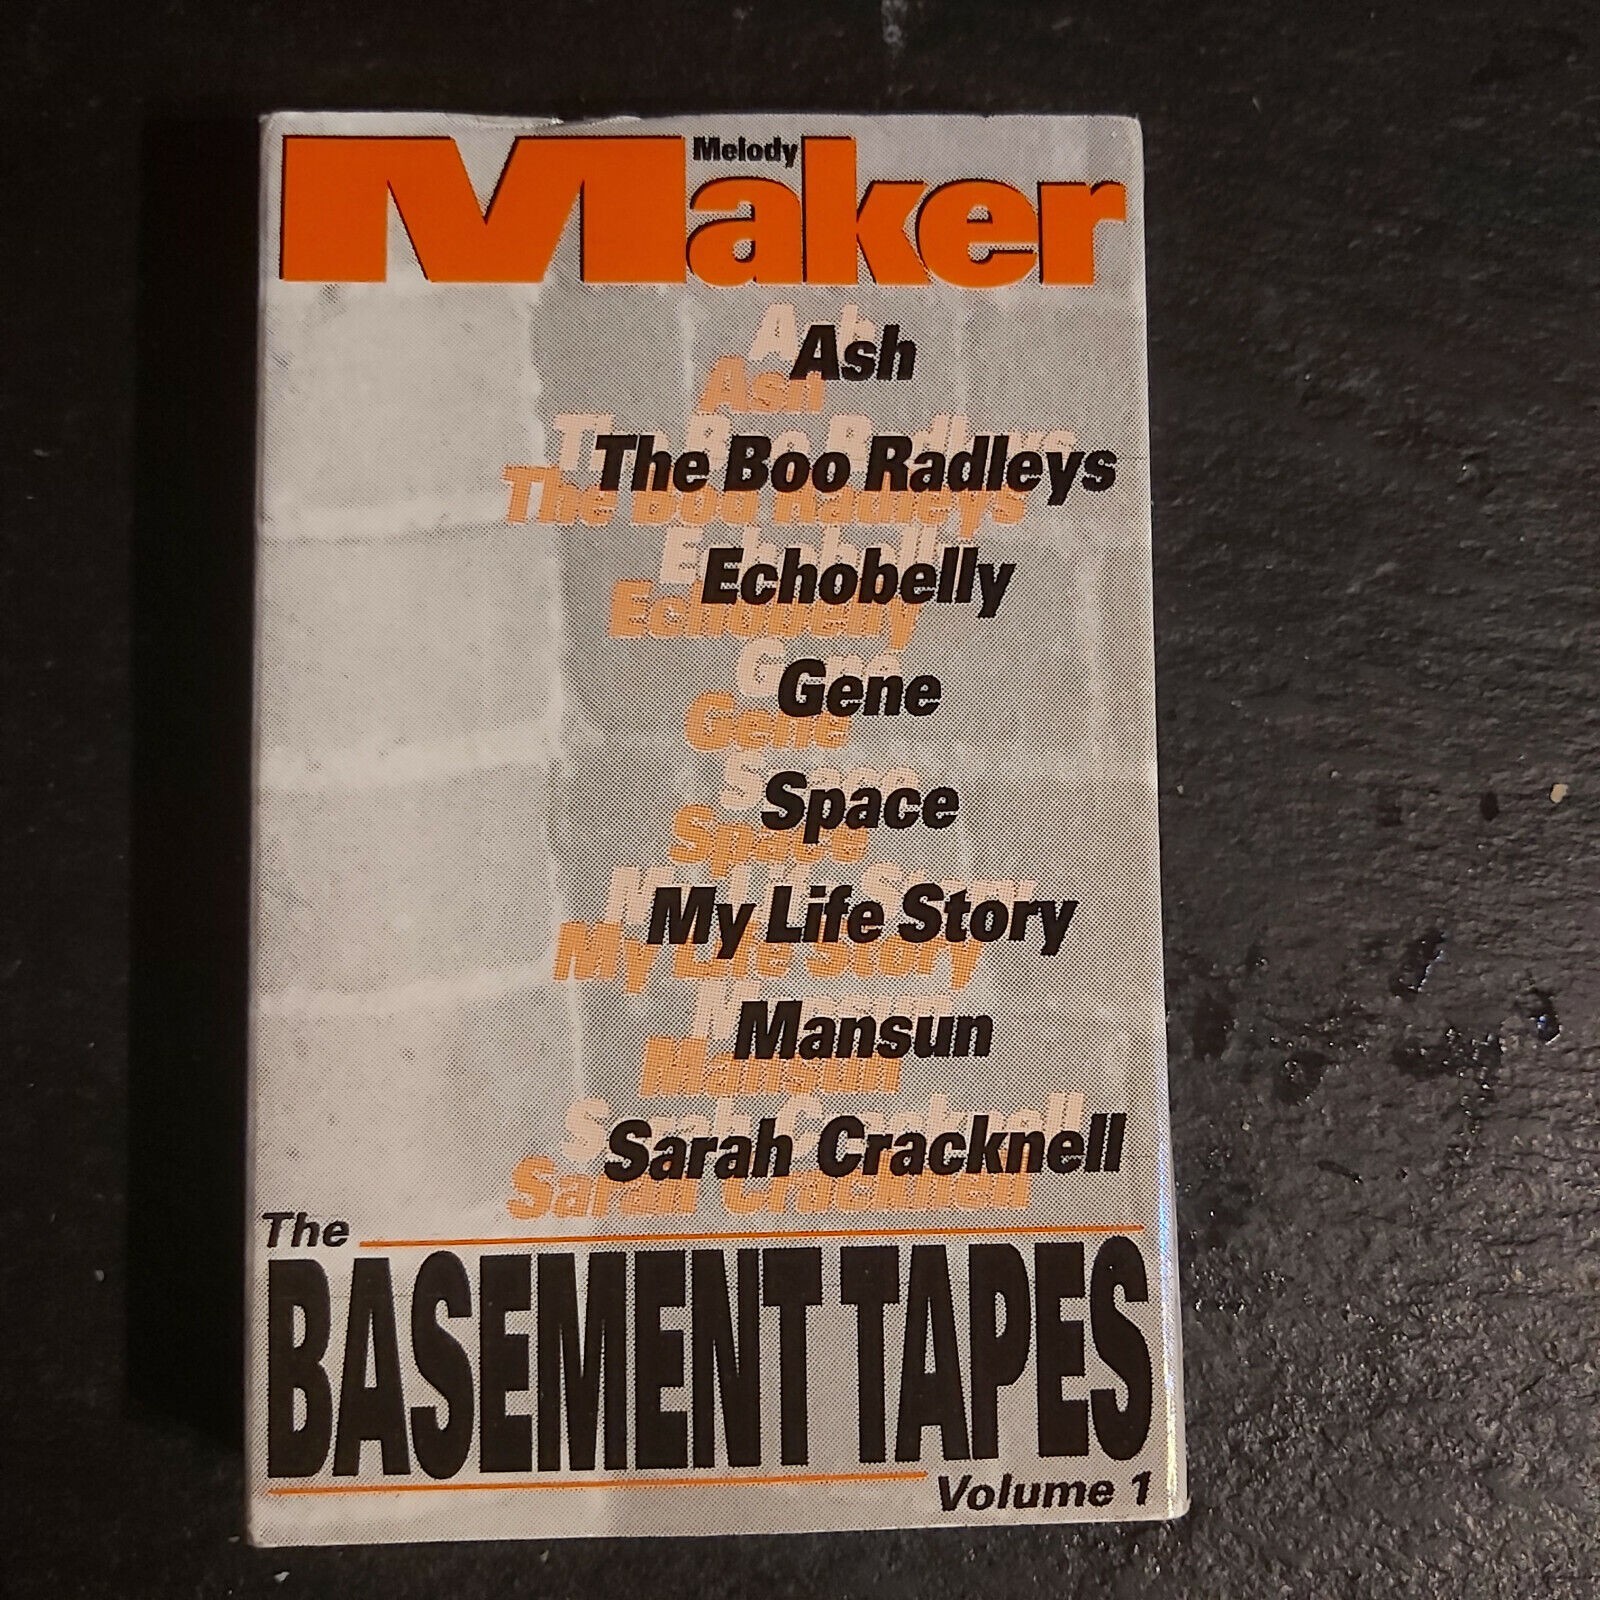 Melody
Maker
Ash
The Boo Radleys
Echobelly
Gene
Space
My Life Story
Mansun
Sarah Cracknell
The
BASEMENT TAPES
Volume 1